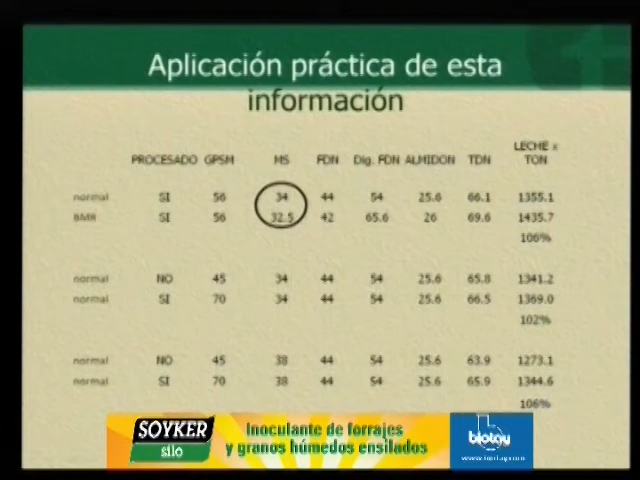 Aplicación práctica de esta
información
LECHE x
PROCESADO GPSM MS FDN Dig. FDN ALMIDON TDN TON
normal SI 56 34 44 54 25.6 66.1 1355.1
BMR SI 56 32.5 42 65.6 26 69.6 1435.7
106%
normal NO 45 34 44 54 25.6 65.8 1341.2
normal SI 70 34 44 54 25.6 66.5 1369.0
102%
normal NO 45 38 44 54 25.6 63.9 1273.1
normal SI 70 38 44 54 25.6 65.9 1344.6
106%
SOYKER
silo
Inoculante de forrajes
y granos húmedos ensilados
biotay